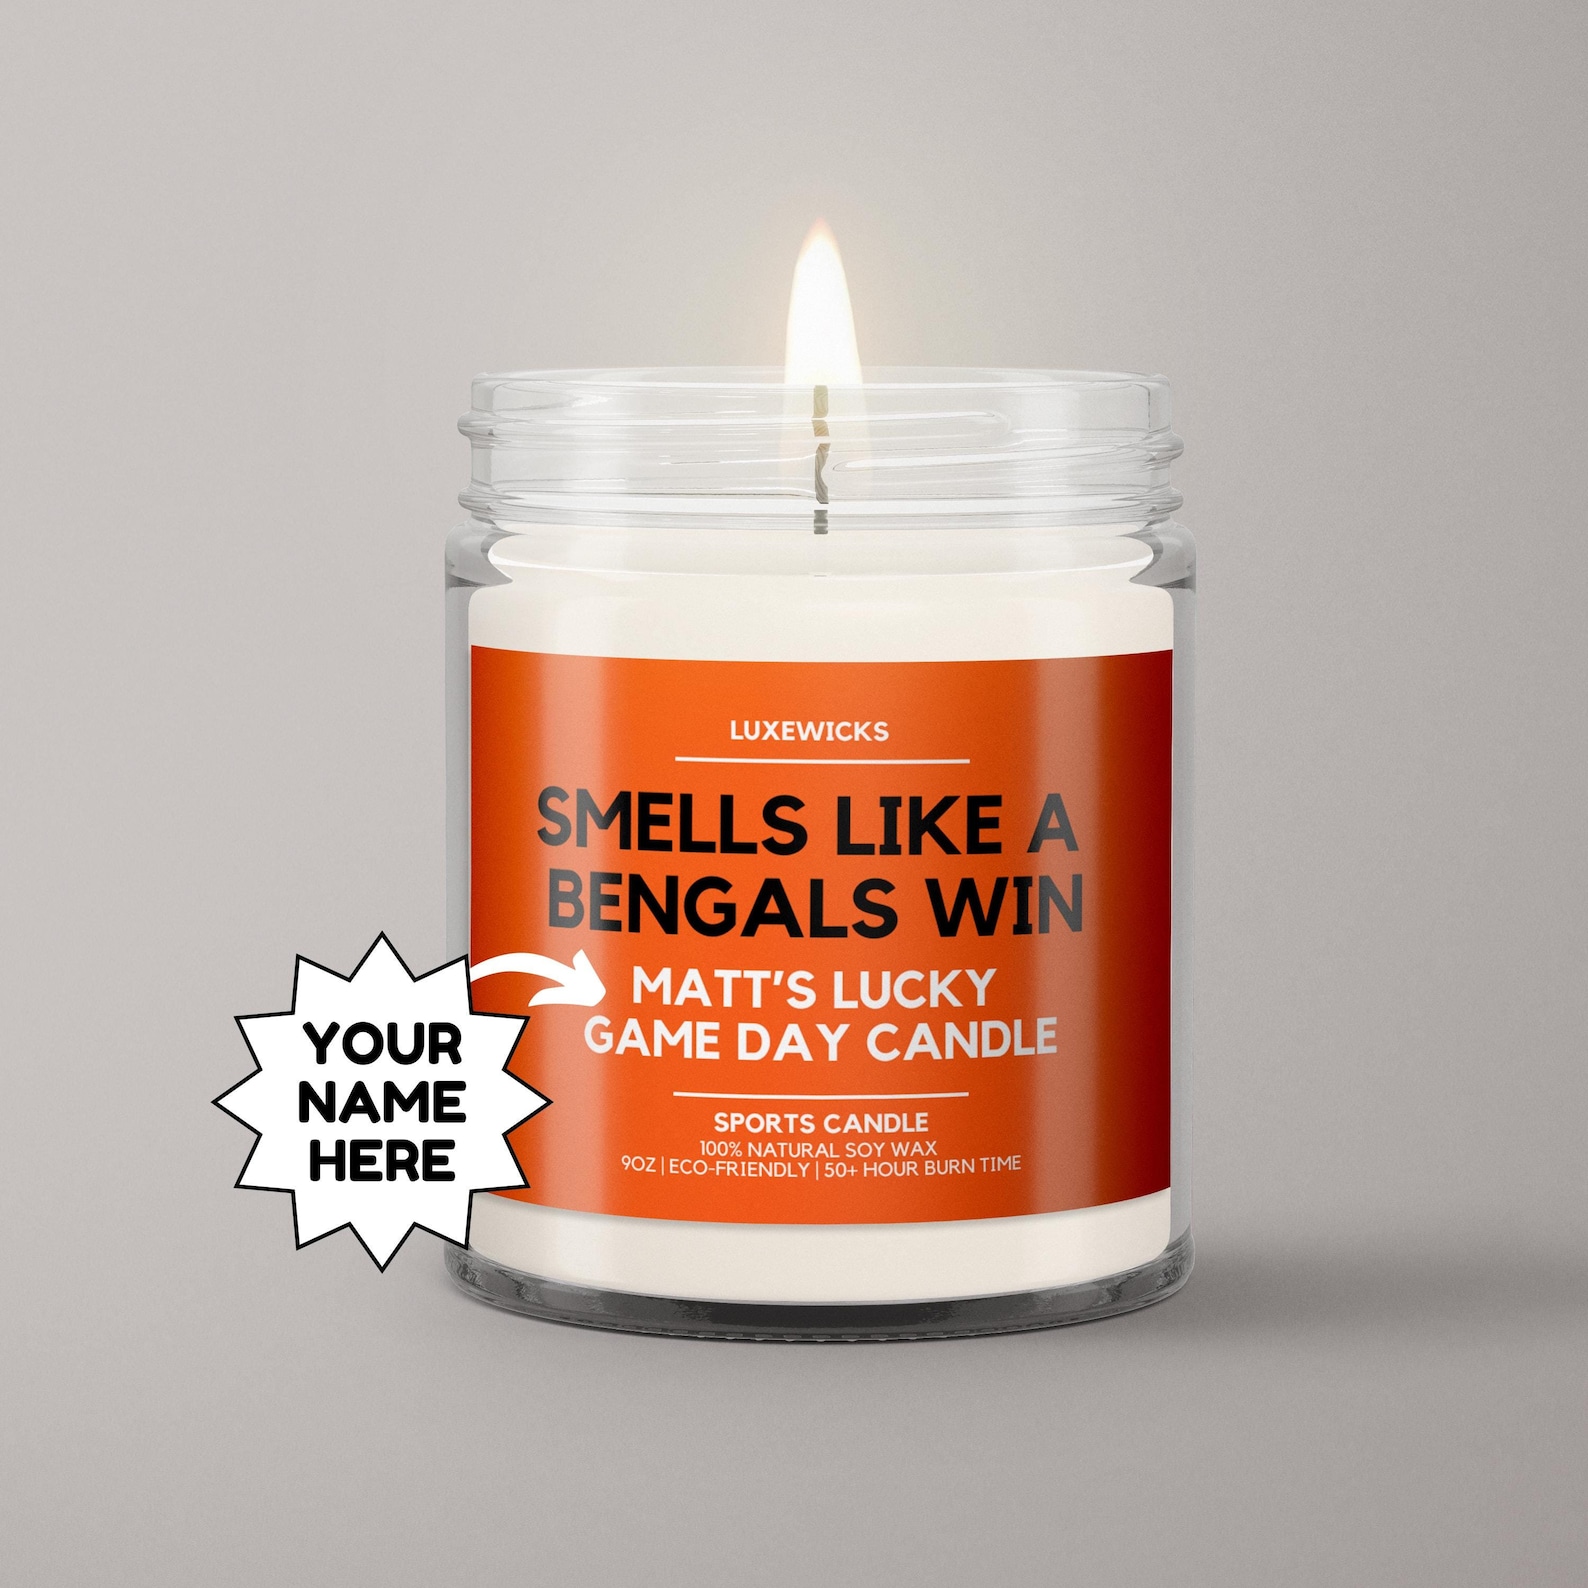 LUXEWICKS
SMELLS LIKE A
BENGALS WIN
MATT'S LUCKY
GAME DAY CANDLE
SPORTS CANDLE
100% NATURAL SOY WAX
9OZ | ECO-FRIENDLY | 50+ HOUR BURN TIME
YOUR
NAME
HERE